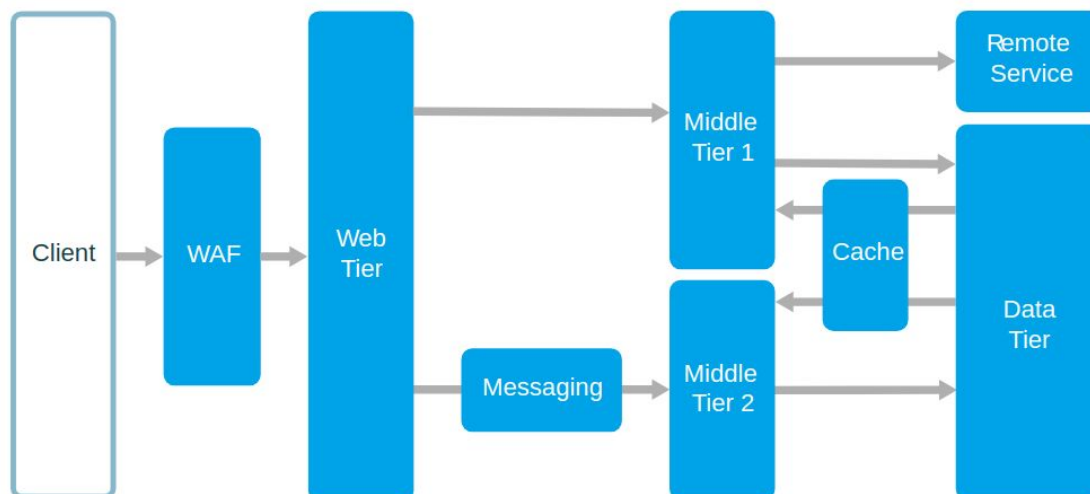 Client
WAF
Web
Tier
Messaging
Middle
Tier 1
Middle
Tier 2
Cache
Remote
Service
Data
Tier